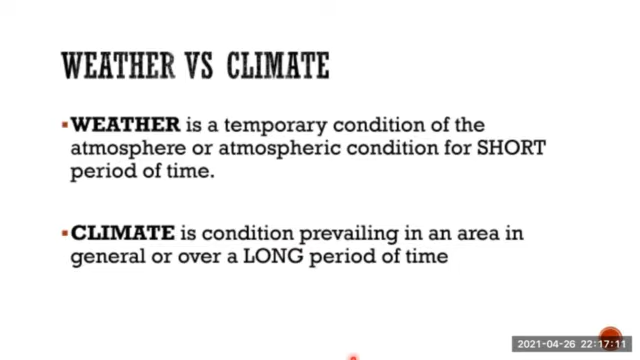 WEATHER VS CLIMATE
WEATHER is a temporary condition of the
atmosphere or atmospheric condition for SHORT
period of time.
CLIMATE is condition prevailing in an area in
general or over a LONG period of time
2021-04-26 22:17:11